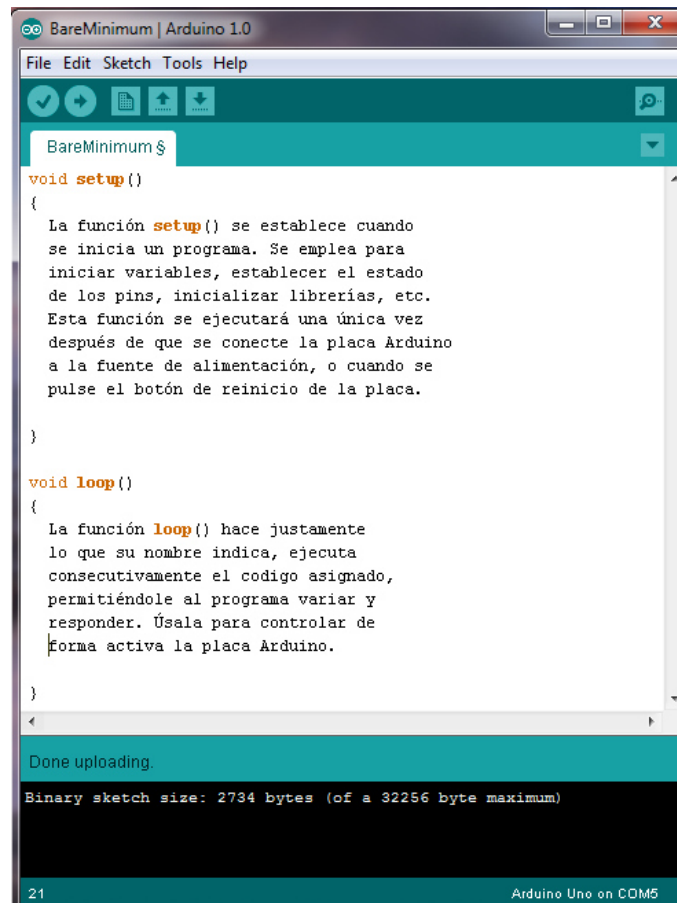 BareMinimum | Arduino 1.0
File Edit Sketch Tools Help
BareMinimum §
void setup()
{
La función setup() se establece cuando
se inicia un programa. Se emplea para
iniciar variables, establecer el estado
de los pins, inicializar librerías, etc.
Esta función se ejecutará una única vez
después de que se conecte la placa Arduino
a la fuente de alimentación, o cuando se
pulse el botón de reinicio de la placa.
}
void loop()
{
La función loop() hace justamente
lo que su nombre indica, ejecuta
consecutivamente el codigo asignado,
permitiéndole al programa variar y
responder. Úsala para controlar de
forma activa la placa Arduino.
}
Done uploading.
Binary sketch size: 2734 bytes (of a 32256 byte maximum)
21 Arduino Uno on COM5